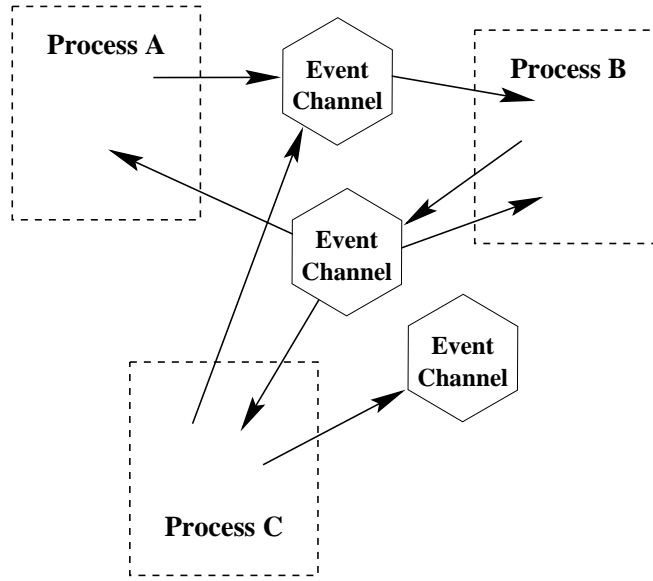 Process A
Event
Channel
Process B
Event
Channel
Event
Channel
Process C